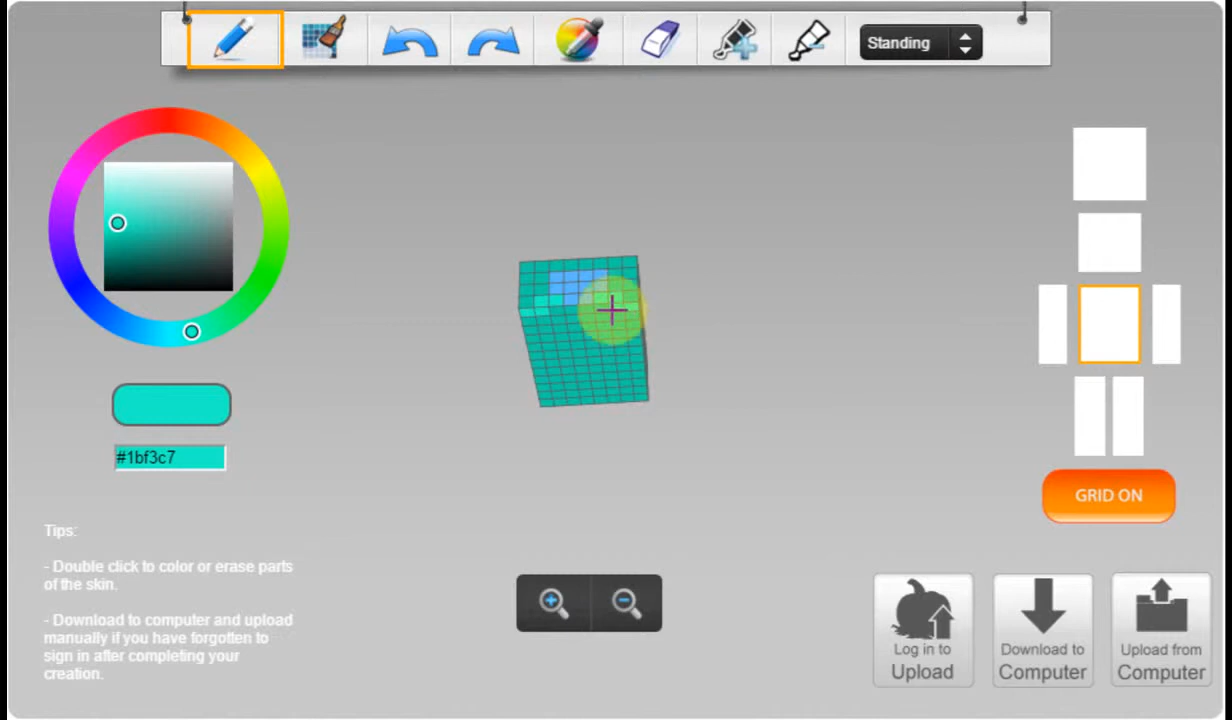 Standing
#1bf3c7
Tips:
- Double click to color or erase parts
of the skin.
- Download to computer and upload
manually if you have forgotten to
sign in after completing your
creation.
GRID ON
Log in to
Upload
Download to
Computer
Upload from
Computer